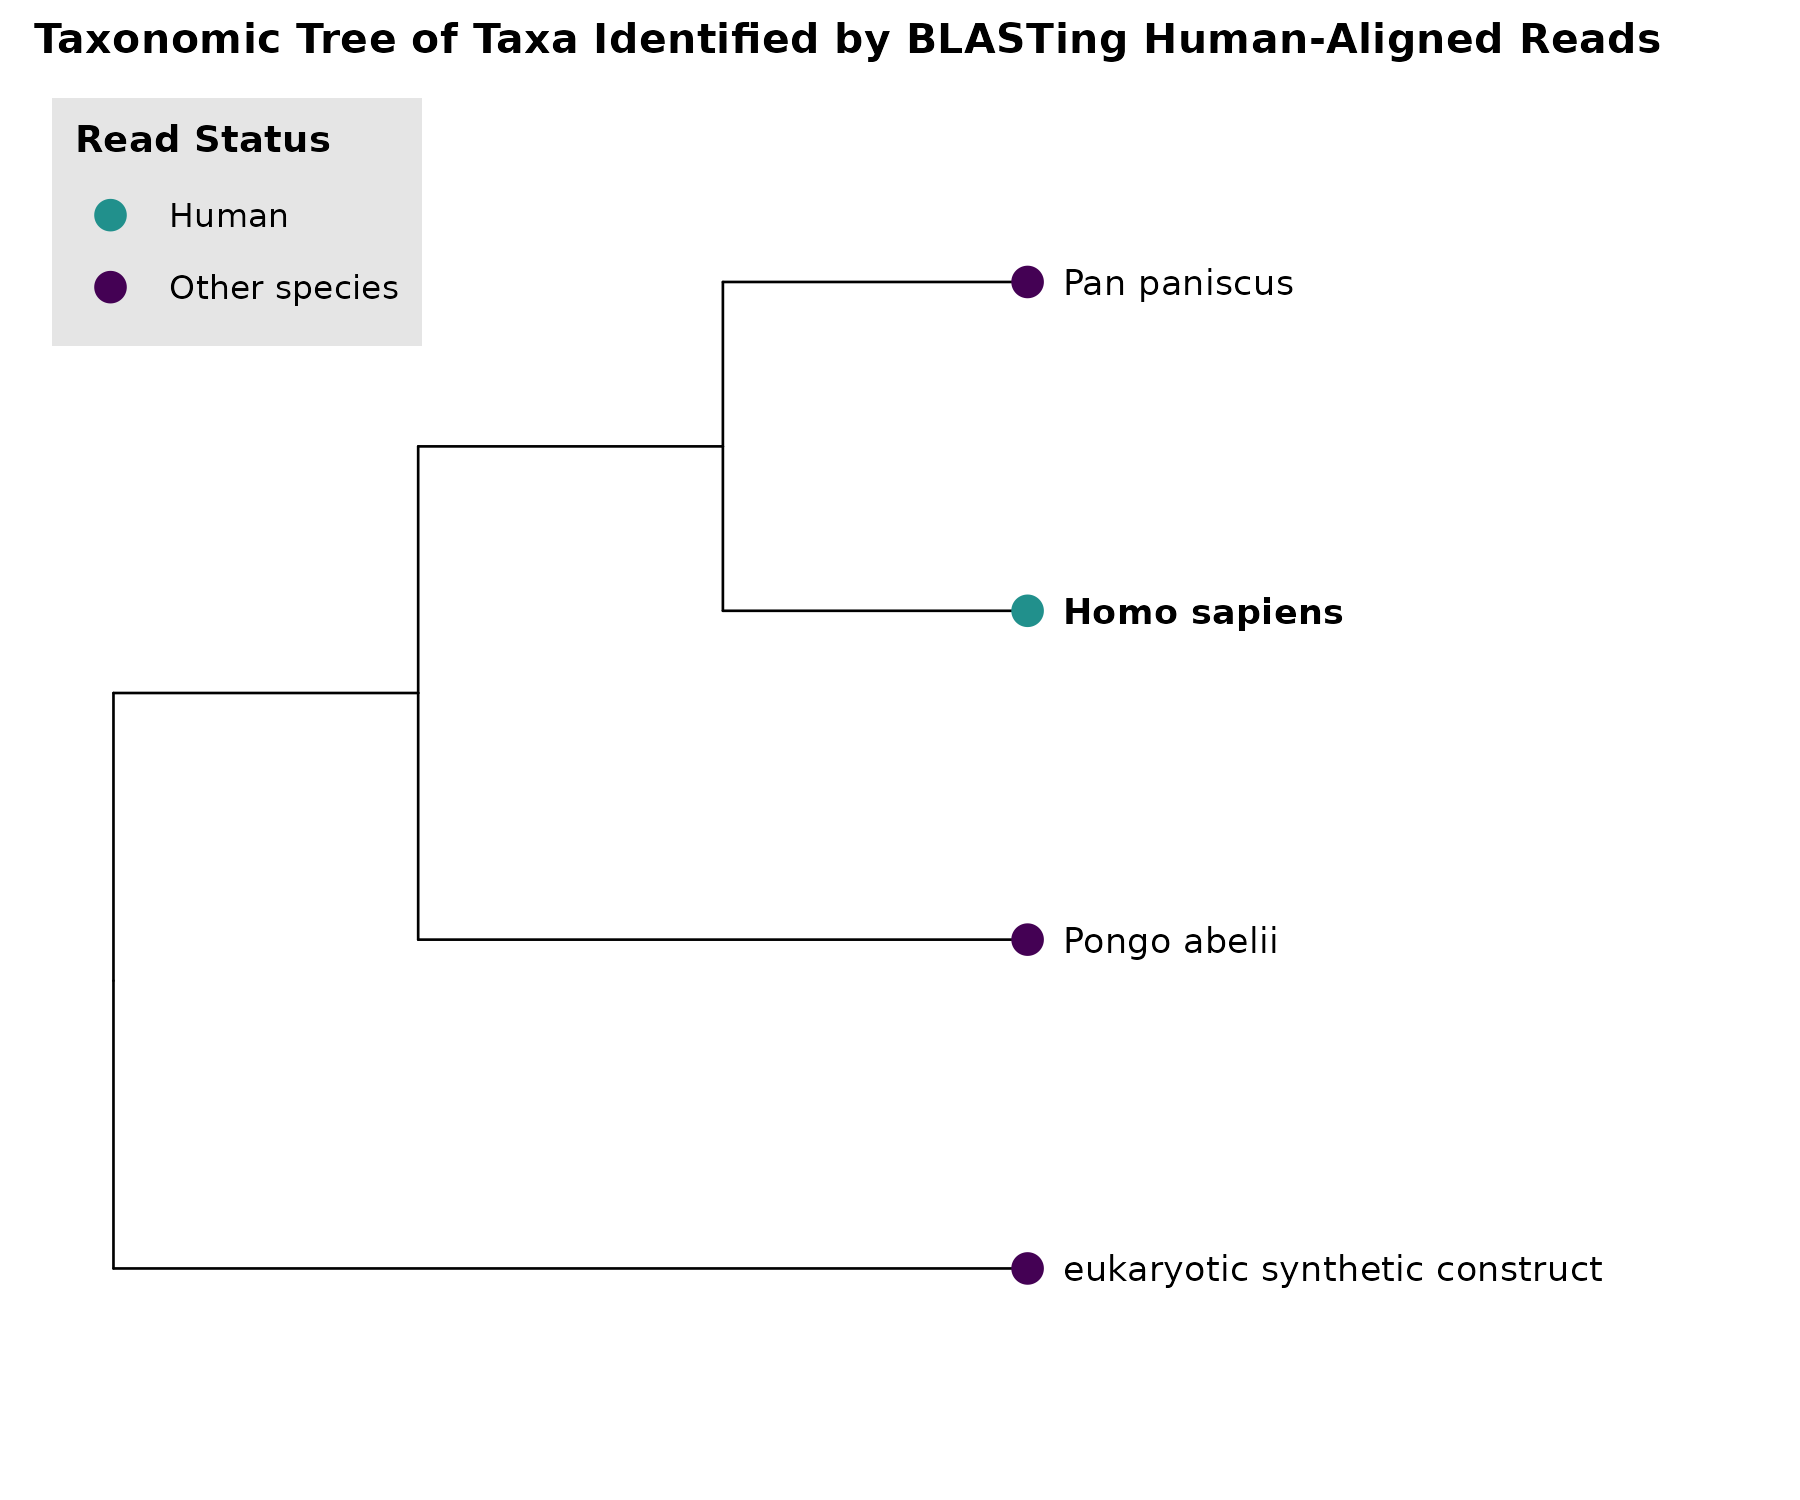 Taxonomic Tree of Taxa Identified by BLASTing Human-Aligned Reads
Read Status
Human
Other species
Pan paniscus
Homo sapiens
Pongo abelii
eukaryotic synthetic construct